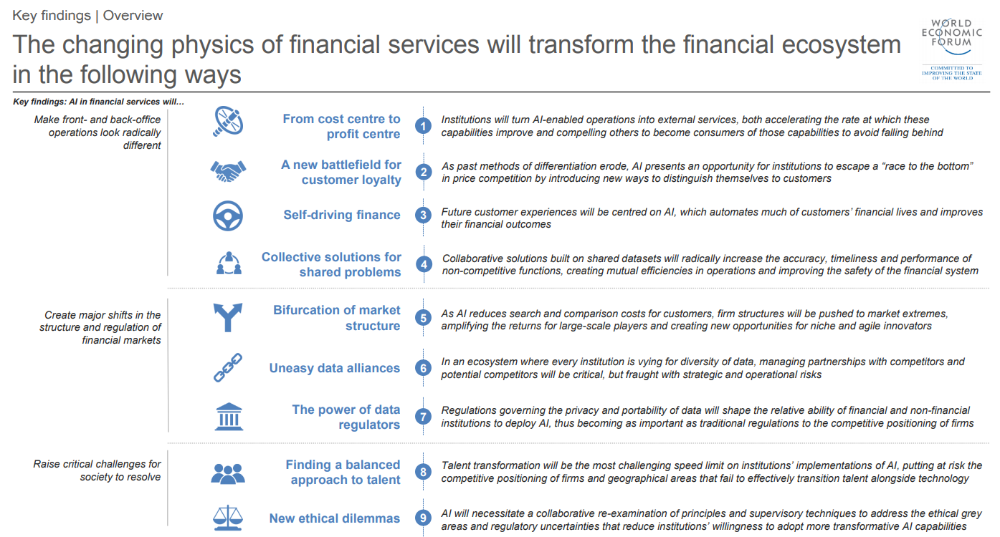 Key findings | Overview
The changing physics of financial services will transform the financial ecosystem
in the following ways
WORLD
ECONOMIC
FORUM
COMMITTED TO
IMPROVING THE STATE
OF THE WORLD
Key findings: AI in financial services will…
Make front- and back-office
operations look radically
different
From cost centre to
profit centre
1
Institutions will turn AI-enabled operations into external services, both accelerating the rate at which these
capabilities improve and compelling others to become consumers of those capabilities to avoid falling behind
A new battlefield for
customer loyalty
2
As past methods of differentiation erode, AI presents an opportunity for institutions to escape a “race to the bottom”
in price competition by introducing new ways to distinguish themselves to customers
Self-driving finance
3
Future customer experiences will be centred on AI, which automates much of customers’ financial lives and improves
their financial outcomes
Collective solutions for
shared problems
4
Collaborative solutions built on shared datasets will radically increase the accuracy, timeliness and performance of
non-competitive functions, creating mutual efficiencies in operations and improving the safety of the financial system
Create major shifts in the
structure and regulation of
financial markets
Bifurcation of market
structure
5
As AI reduces search and comparison costs for customers, firm structures will be pushed to market extremes,
amplifying the returns for large-scale players and creating new opportunities for niche and agile innovators
Uneasy data alliances
6
In an ecosystem where every institution is vying for diversity of data, managing partnerships with competitors and
potential competitors will be critical, but fraught with strategic and operational risks
The power of data
regulators
7
Regulations governing the privacy and portability of data will shape the relative ability of financial and non-financial
institutions to deploy AI, thus becoming as important as traditional regulations to the competitive positioning of firms
Raise critical challenges for
society to resolve
Finding a balanced
approach to talent
8
Talent transformation will be the most challenging speed limit on institutions’ implementations of AI, putting at risk the
competitive positioning of firms and geographical areas that fail to effectively transition talent alongside technology
New ethical dilemmas
9
AI will necessitate a collaborative re-examination of principles and supervisory techniques to address the ethical grey
areas and regulatory uncertainties that reduce institutions’ willingness to adopt more transformative AI capabilities